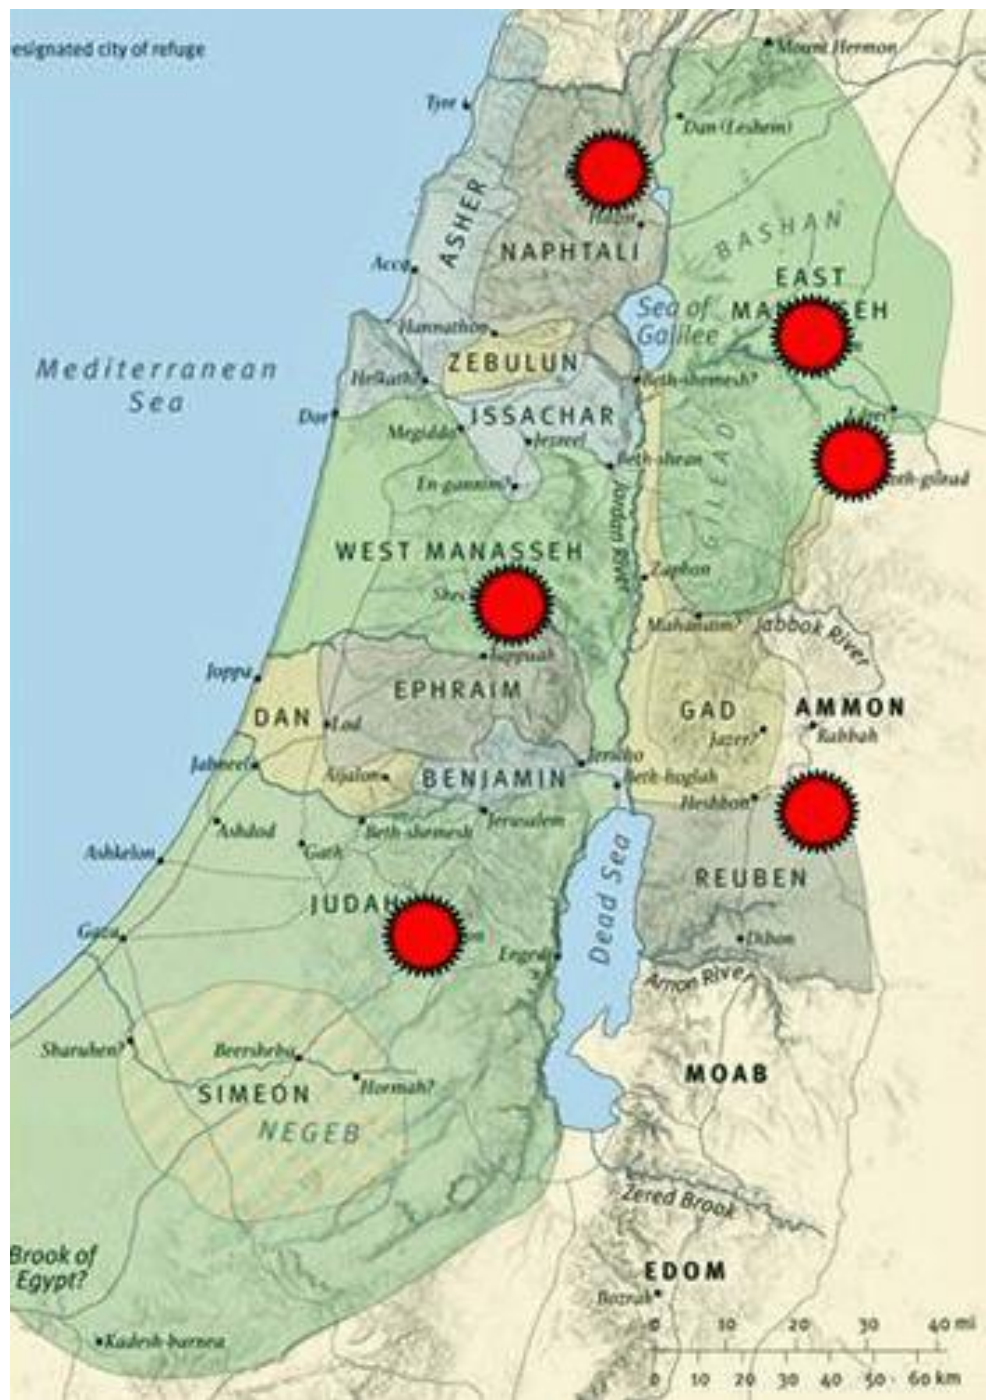 esignated city of refuge
Mount Hermon
Tyre
Dan (Leshem)
ASHER
Hazor
NAPHTALI
BASHAN
EAST
Acco
Sea of
Galilee
Hannathon
ZEBULUN
Mediterranean
Sea
Helkath?
Beth-shemesh?
Dor
ISSACHAR
Megiddo
Jezreel
Beth-shean
En-gannim?
GILEAD
Jordan River
WEST MANASSEH
Zaphon
Mahanaim?
Jabbok River
Tappuah
Joppa
EPHRAIM
DAN
Lod
GAD
AMMON
Jazer?
Rabbah
Jabneel
Aijalon
BENJAMIN
Jericho
Beth-hoglah
Heshbon
Ashdod
Beth-shemesh
Jerusalem
Gath
Ashkelon
Dead Sea
REUBEN
JUDAH
Gaza
Dibon
Engedi
Arnon River
Sharuhen?
Beersheba
Hormah?
SIMEON
NEGEB
MOAB
Zered Brook
Brook of
Egypt?
EDOM
Bozrah
Kadesh-barnea
0 10 20 30 40 mi
0 10 20 30 40 50 60 km